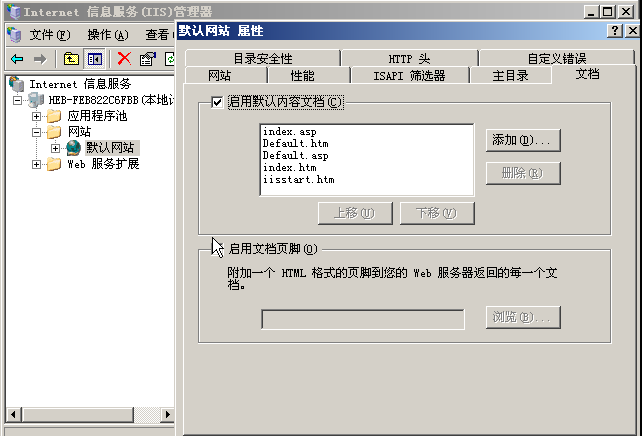 Internet 信息服务(IIS)管理器
默认网站 属性
文件(F) 操作(A) 查看(
目录安全性 HTTP 头 自定义错误
网站 性能 ISAPI 筛选器 主目录 文档
Internet 信息服务
HEB-FEB822C6FBB(本地计
应用程序池
网站
默认网站
Web 服务扩展
启用默认内容文档(C)
index.asp
Default.htm
Default.asp
index.htm
iisstart.htm
添加(D)...
删除(R)
上移(U) 下移(V)
启用文档页脚(O)
附加一个 HTML 格式的页脚到您的 Web 服务器返回的每一个文
档。
浏览(B)...